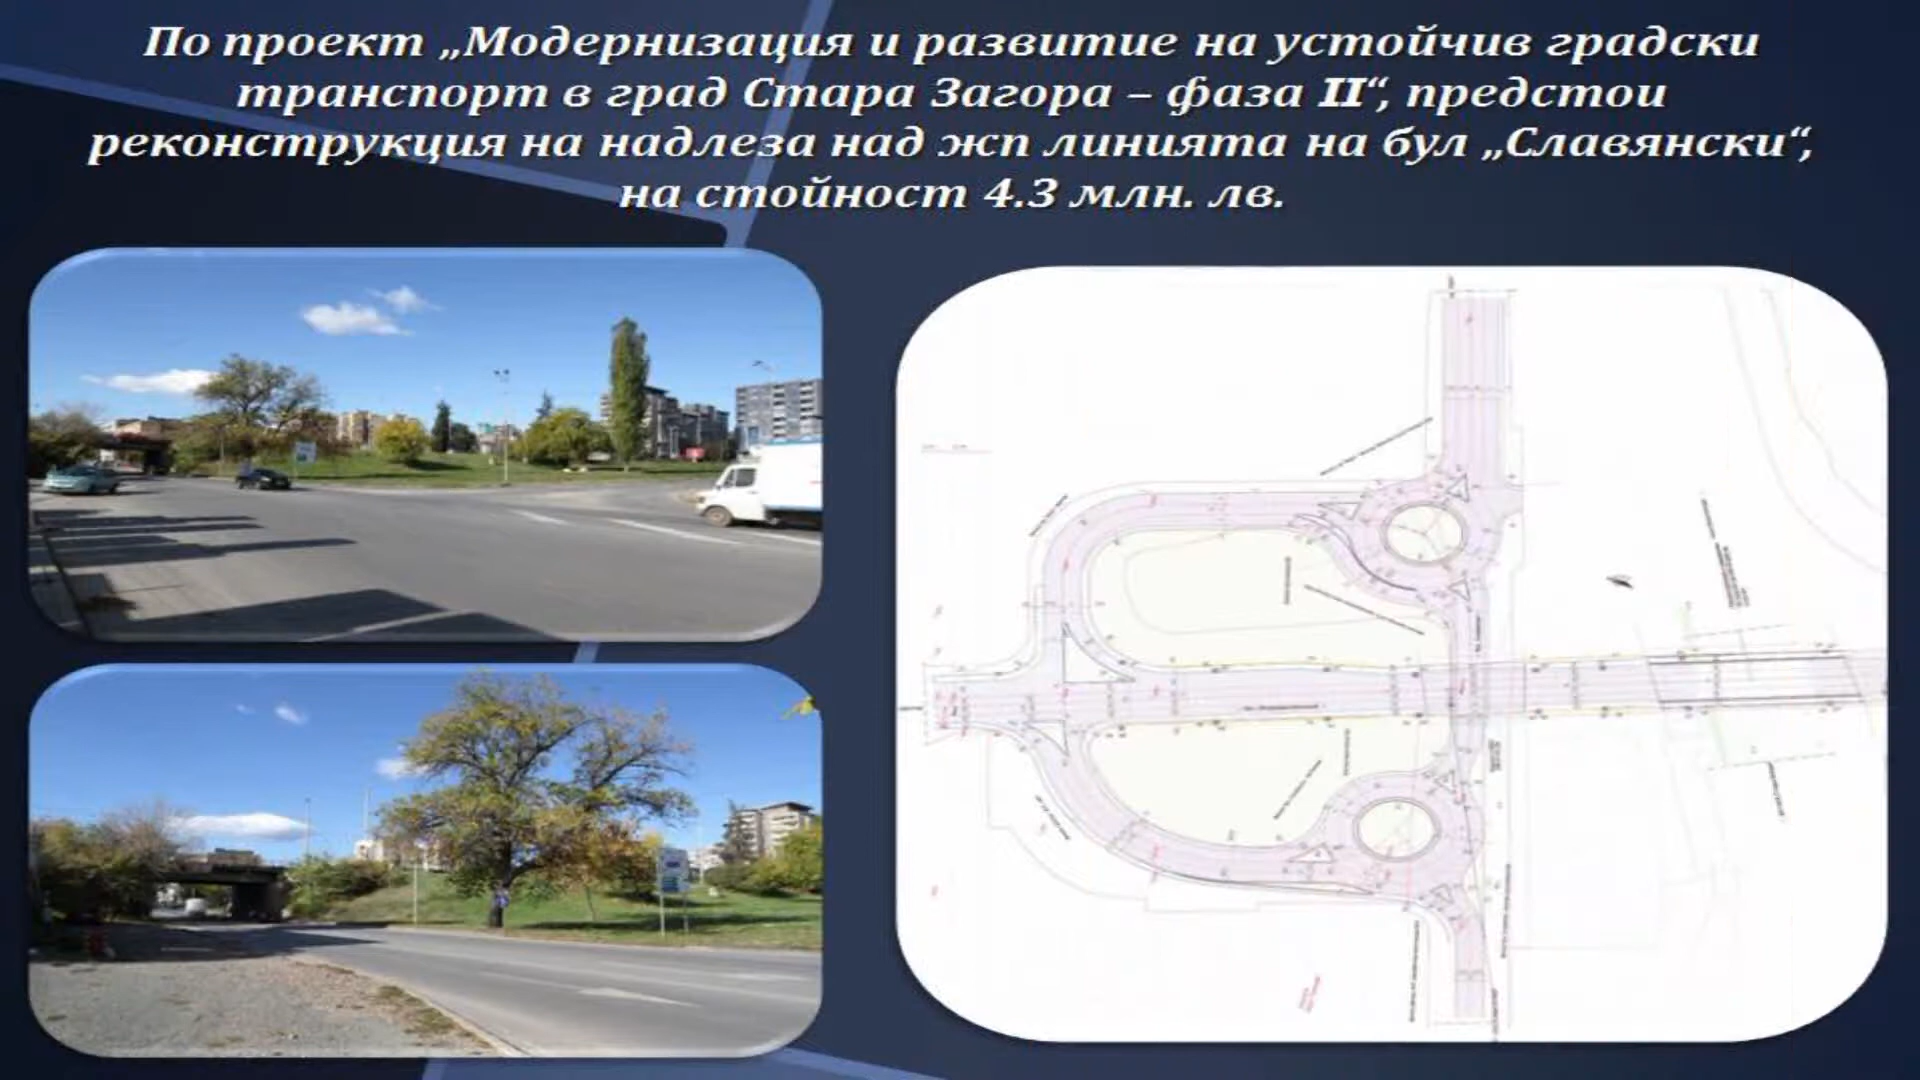 По проект „Модернизация и развитие на устойчив градски
транспорт в град Стара Загора – фаза II“, предстои
реконструкция на надлеза над жп линията на бул „Славянски“,
на стойност 4.3 млн. лв.